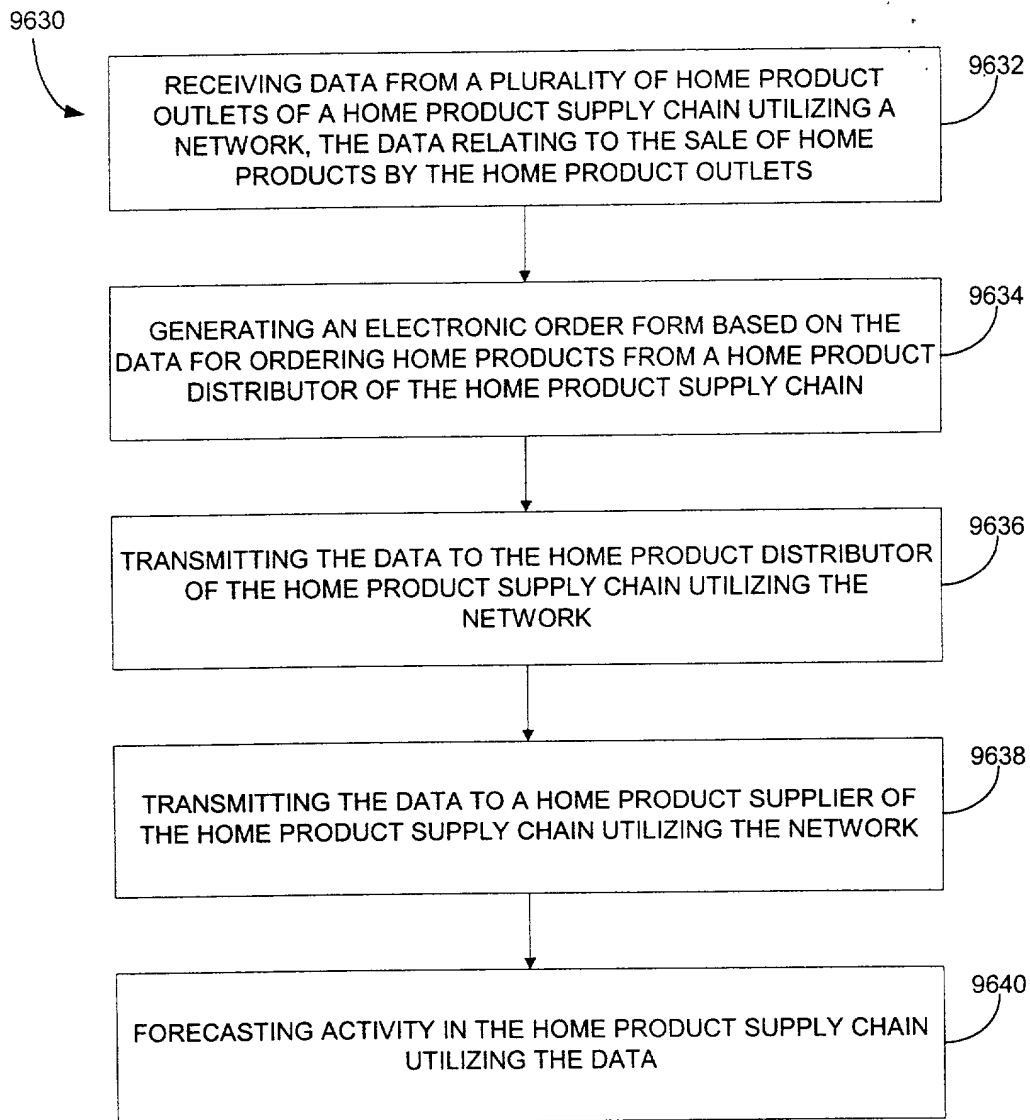 9630
RECEIVING DATA FROM A PLURALITY OF HOME PRODUCT
OUTLETS OF A HOME PRODUCT SUPPLY CHAIN UTILIZING A
NETWORK, THE DATA RELATING TO THE SALE OF HOME
PRODUCTS BY THE HOME PRODUCT OUTLETS
9632
GENERATING AN ELECTRONIC ORDER FORM BASED ON THE
DATA FOR ORDERING HOME PRODUCTS FROM A HOME PRODUCT
DISTRIBUTOR OF THE HOME PRODUCT SUPPLY CHAIN
9634
TRANSMITTING THE DATA TO THE HOME PRODUCT DISTRIBUTOR
OF THE HOME PRODUCT SUPPLY CHAIN UTILIZING THE
NETWORK
9636
TRANSMITTING THE DATA TO A HOME PRODUCT SUPPLIER OF
THE HOME PRODUCT SUPPLY CHAIN UTILIZING THE NETWORK
9638
FORECASTING ACTIVITY IN THE HOME PRODUCT SUPPLY CHAIN
UTILIZING THE DATA
9640